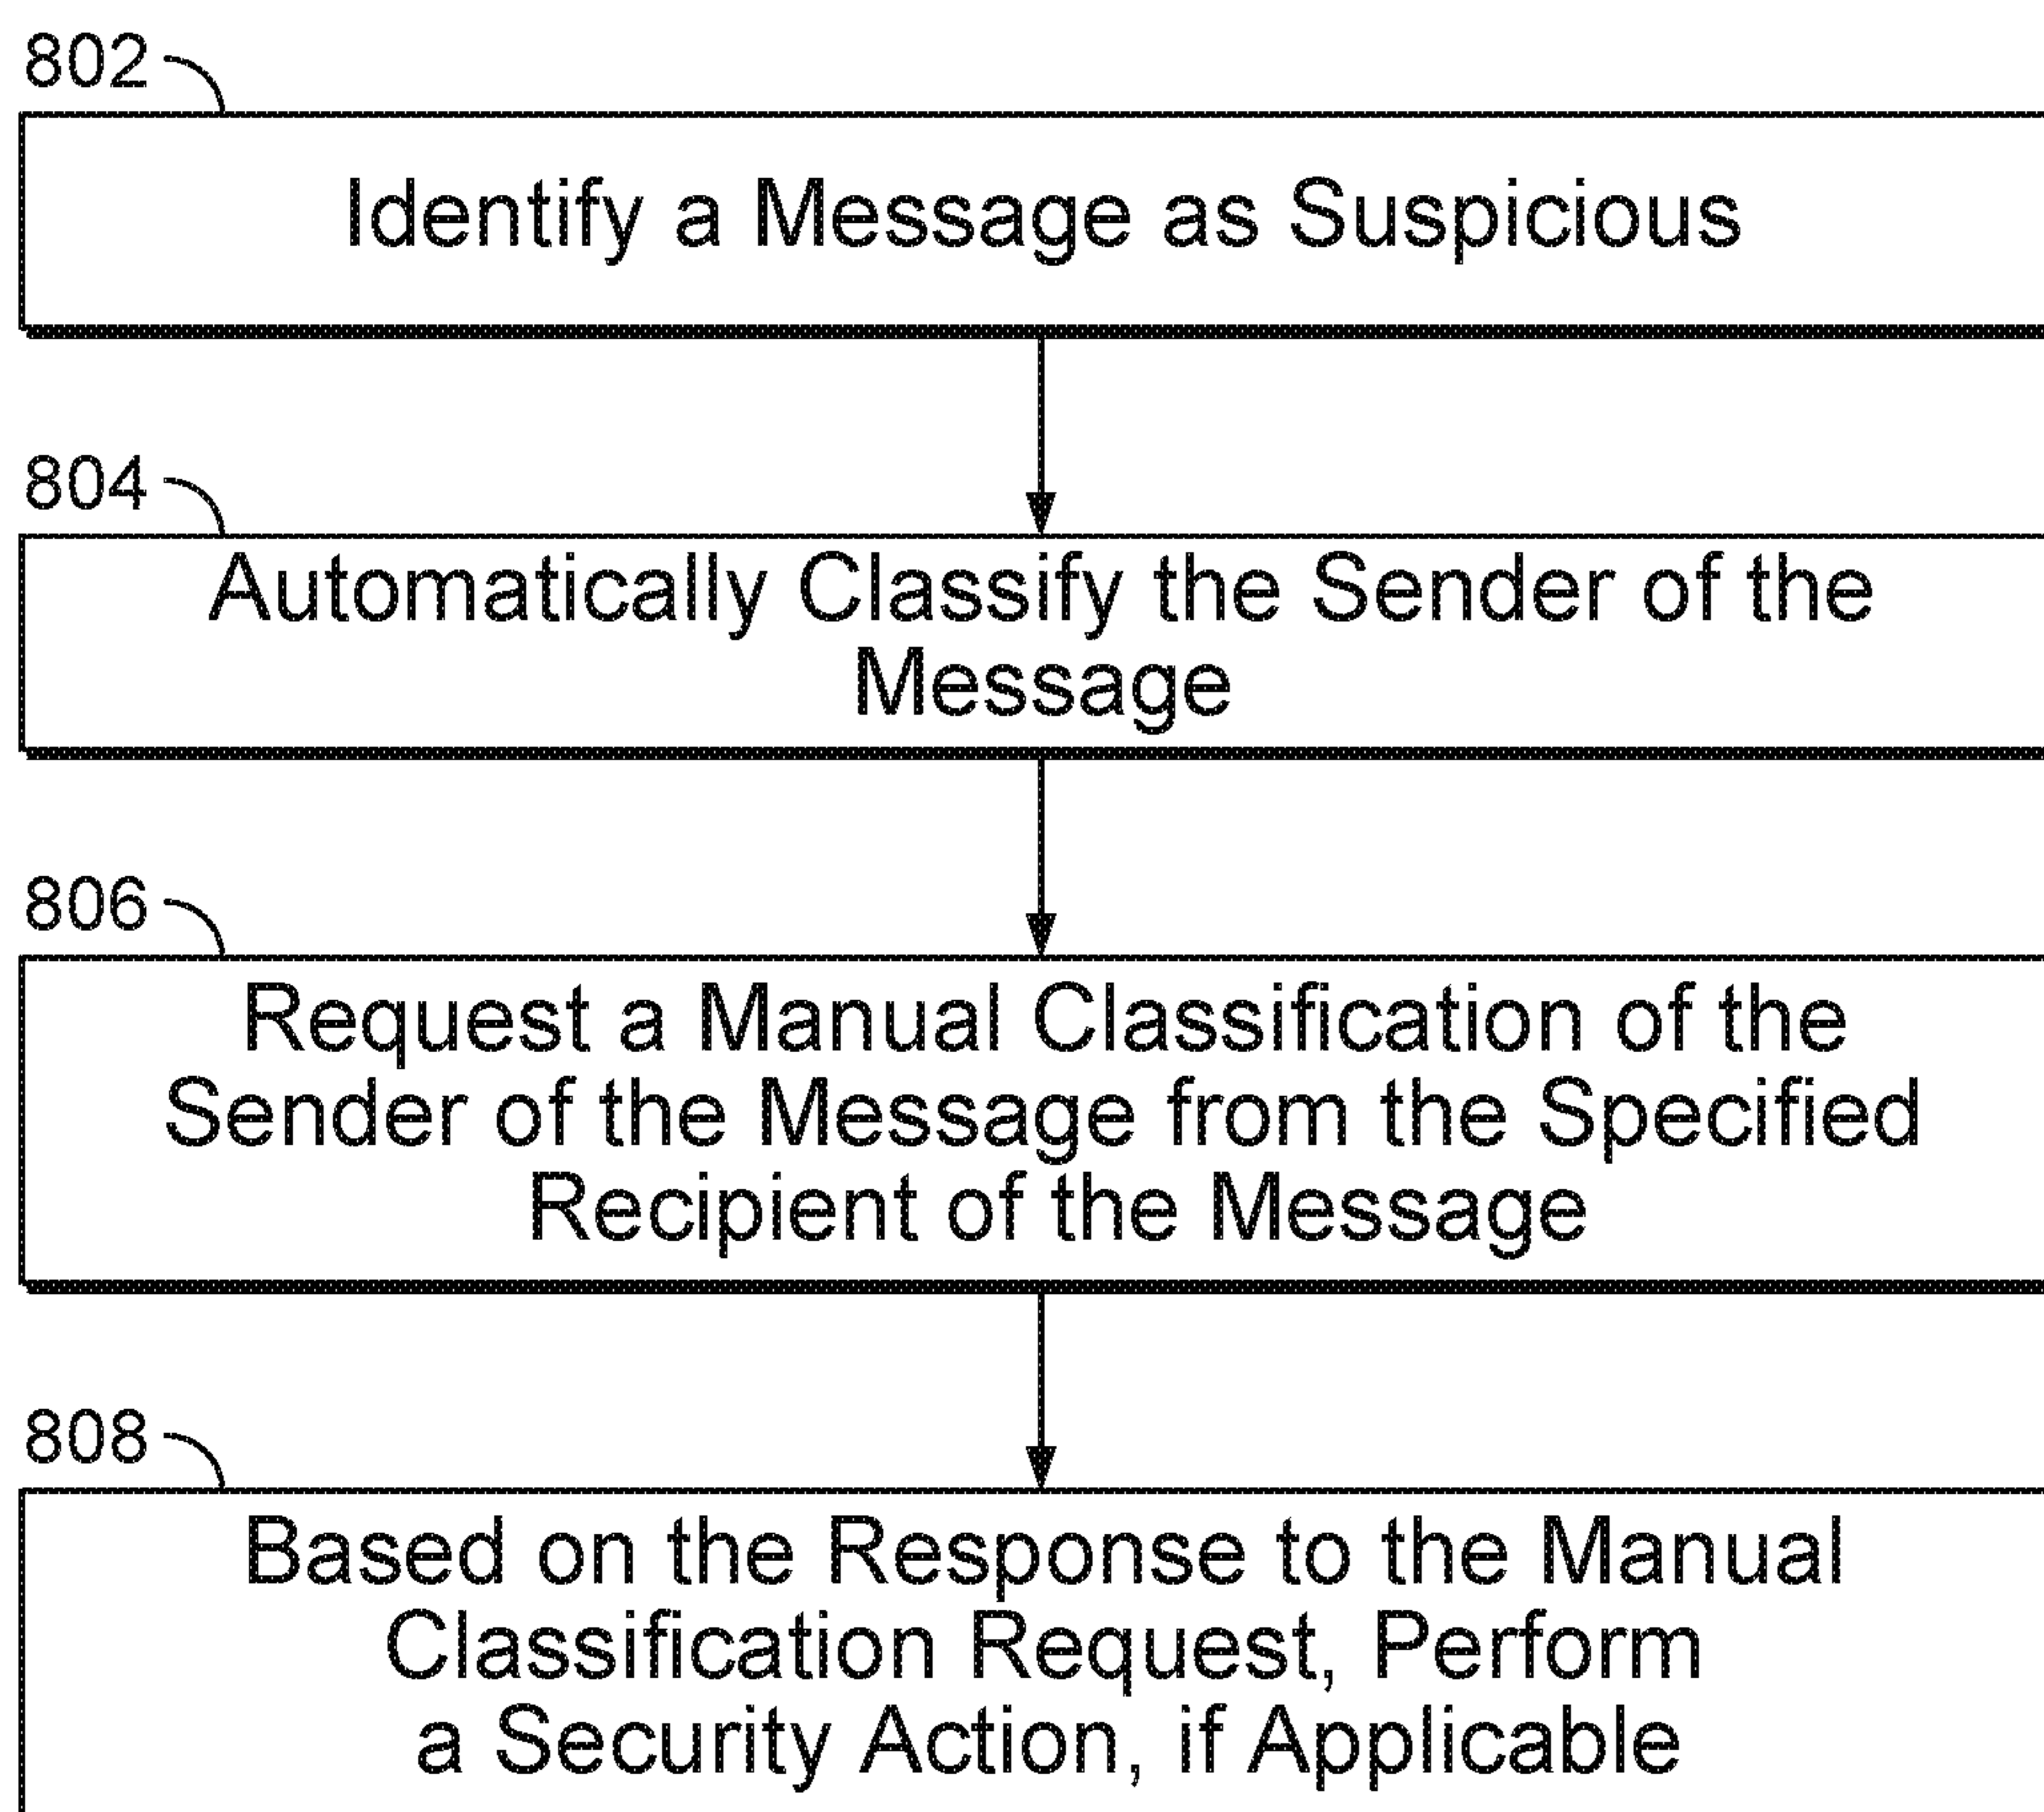 802
Identify a Message as Suspicious
804
Automatically Classify the Sender of the
Message
806
Request a Manual Classification of the
Sender of the Message from the Specified
Recipient of the Message
808
Based on the Response to the Manual
Classification Request, Perform
a Security Action, if Applicable